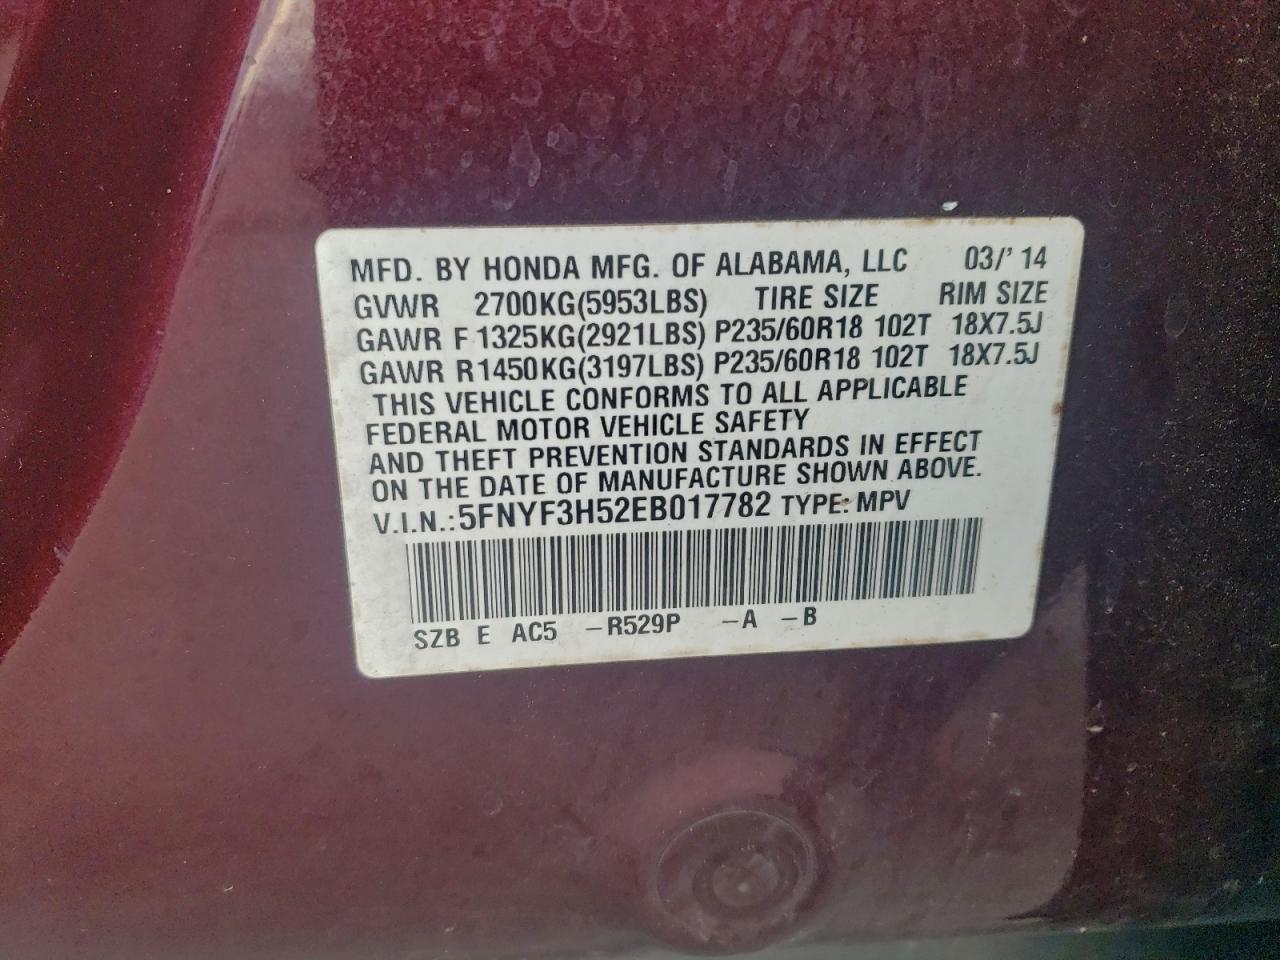 MFD. BY HONDA MFG. OF ALABAMA, LLC 03/' 14
GVWR 2700KG(5953LBS) TIRE SIZE RIM SIZE
GAWR F 1325KG(2921LBS) P235/60R18 102T 18X7.5J
GAWR R 1450KG(3197LBS) P235/60R18 102T 18X7.5J
THIS VEHICLE CONFORMS TO ALL APPLICABLE
FEDERAL MOTOR VEHICLE SAFETY
AND THEFT PREVENTION STANDARDS IN EFFECT
ON THE DATE OF MANUFACTURE SHOWN ABOVE.
V.I.N.:5FNYF3H52EB017782 TYPE: MPV
SZB E AC5 -R529P -A -B